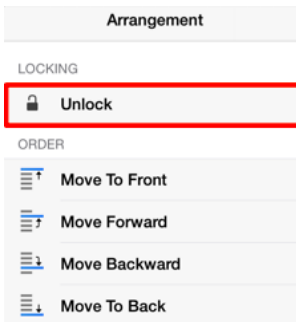 Arrangement
LOCKING
Unlock
ORDER
Move To Front
Move Forward
Move Backward
Move To Back